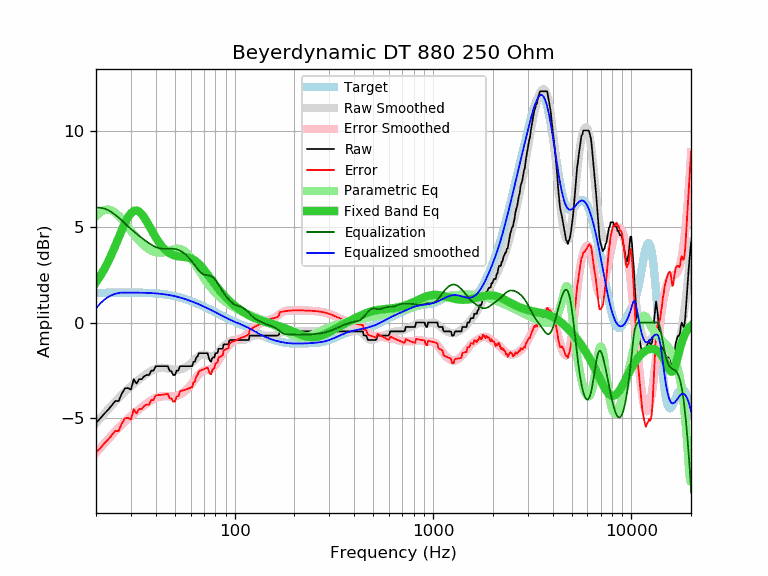 Beyerdynamic DT 880 250 Ohm
Target
Raw Smoothed
Error Smoothed
Raw
Error
Parametric Eq
Fixed Band Eq
Equalization
Equalized smoothed
10
5
0
−5
Amplitude (dBr)
100
1000
10000
Frequency (Hz)